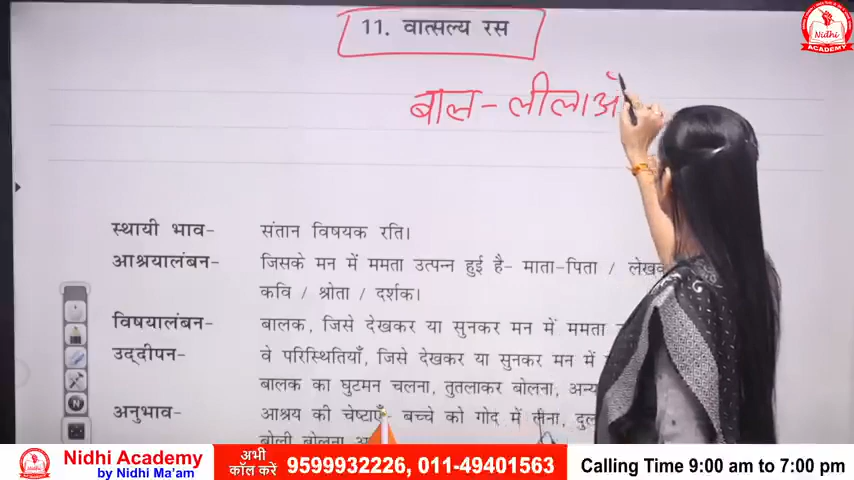 11. वात्सल्य रस
बाल - लीलाओं
स्थायी भाव- संतान विषयक रति।
आश्रयालंबन- जिसके मन में ममता उत्पन्न हुई है- माता-पिता /
कवि / श्रोता / दर्शक।
विषयालंबन- बालक, जिसे देखकर या सुनकर मन में ममता
उद्‌दीपन- वे परिस्थितियाँ, जिसे देखकर या सुनकर मन में
बालक का घुटमन चलना, तुतलाकर बोलना,
अनुभाव- आश्रय की चेष्टाएँ- बच्चे को गोद में लेना,
बोली बोलना
Nidhi
ACADEMY
Nidhi Academy
by Nidhi Ma'am
अभी
कॉल करें
9599932226, 011-49401563
Calling Time 9:00 am to 7:00 pm